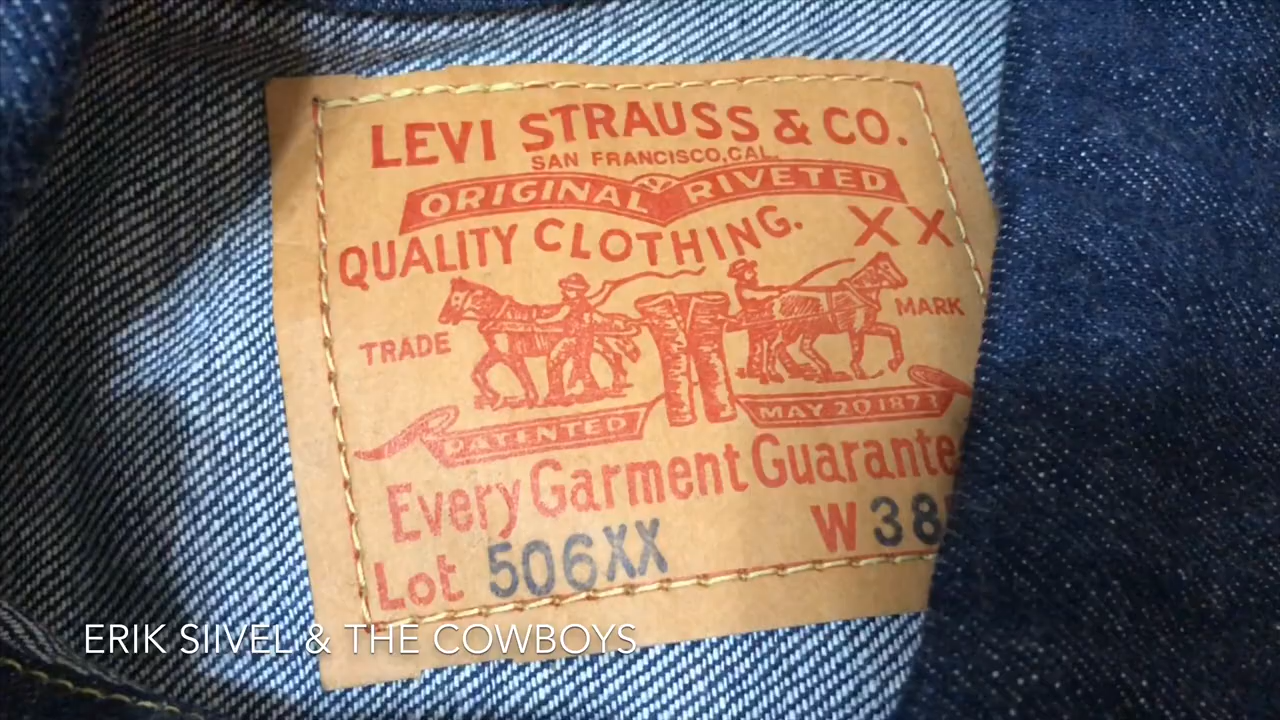 LEVI STRAUSS & CO.
SAN FRANCISCO, CAL.
ORIGINAL RIVETED
QUALITY CLOTHING. XX
TRADE MARK
PATENTED MAY 20 1873
Every Garment Guarante
Lot 506XX W 38
ERIK SIIVEL & THE COWBOYS